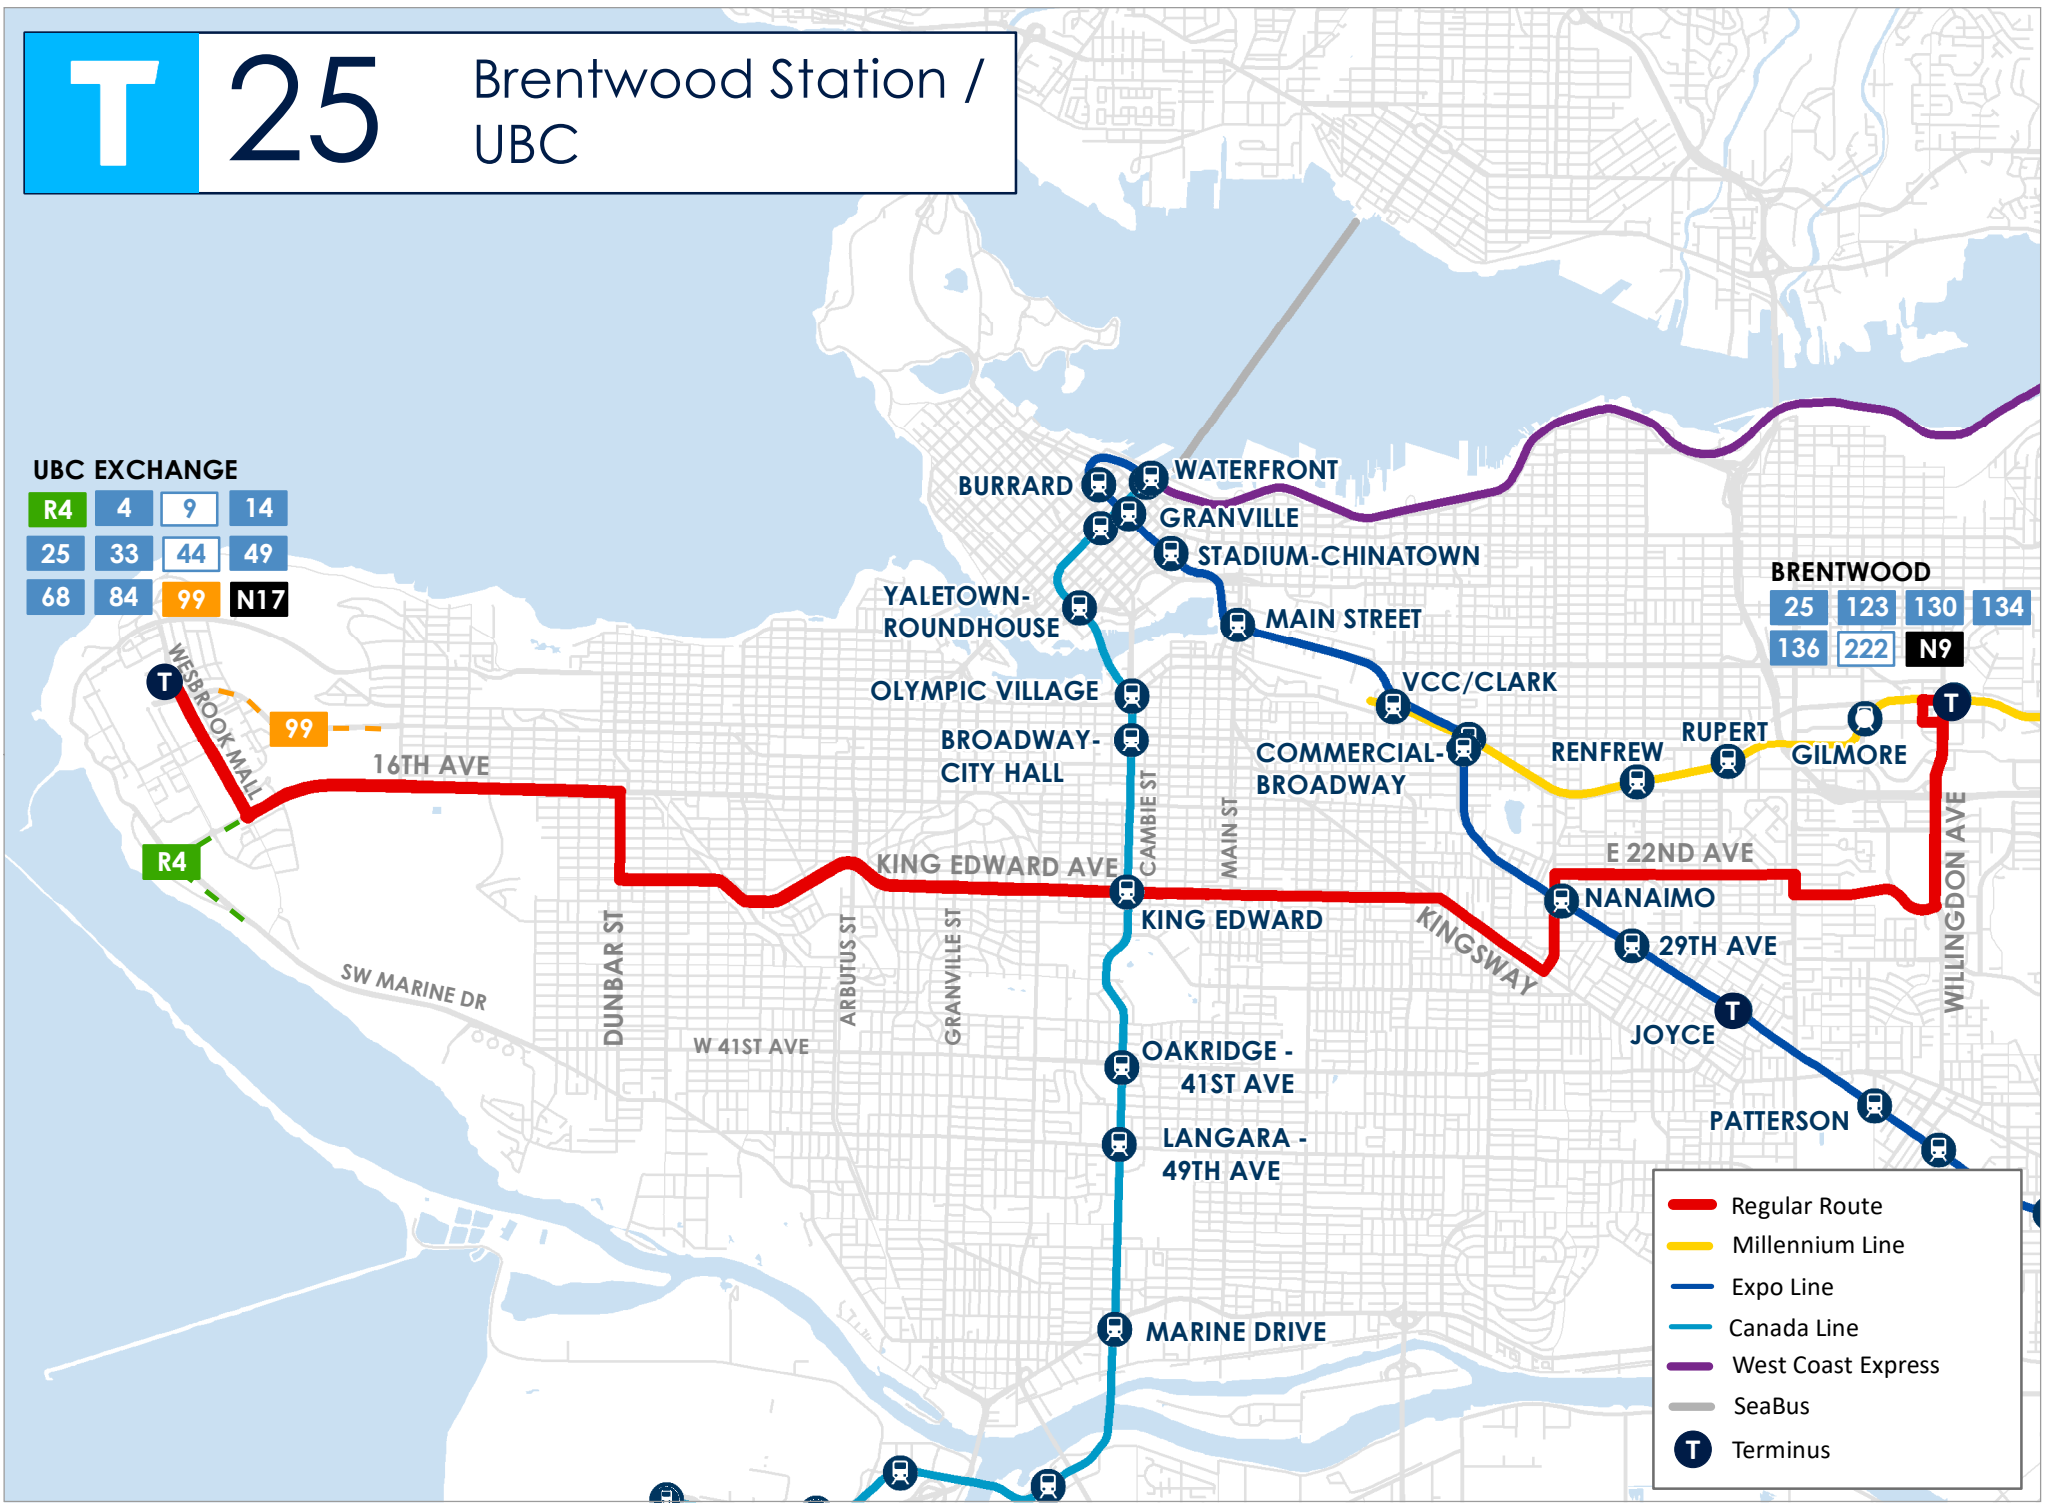 T
25
Brentwood Station /
UBC
UBC EXCHANGE
R4 4 9 14
25 33 44 49
68 84 99 N17
BURRARD
WATERFRONT
GRANVILLE
STADIUM-CHINATOWN
YALETOWN-
ROUNDHOUSE
MAIN STREET
BRENTWOOD
25 123 130 134
136 222 N9
T
WESBROOK MALL
99
16TH AVE
R4
OLYMPIC VILLAGE
BROADWAY-
CITY HALL
VCC/CLARK
COMMERCIAL-
BROADWAY
RENFREW
RUPERT
GILMORE
T
CAMBIE ST
MAIN ST
KING EDWARD AVE
KING EDWARD
E 22ND AVE
NANAIMO
WILLINGDON AVE
KINGSWAY
29TH AVE
DUNBAR ST
ARBUTUS ST
GRANVILLE ST
SW MARINE DR
W 41ST AVE
T
JOYCE
OAKRIDGE -
41ST AVE
PATTERSON
LANGARA -
49TH AVE
MARINE DRIVE
Regular Route
Millennium Line
Expo Line
Canada Line
West Coast Express
SeaBus
T Terminus